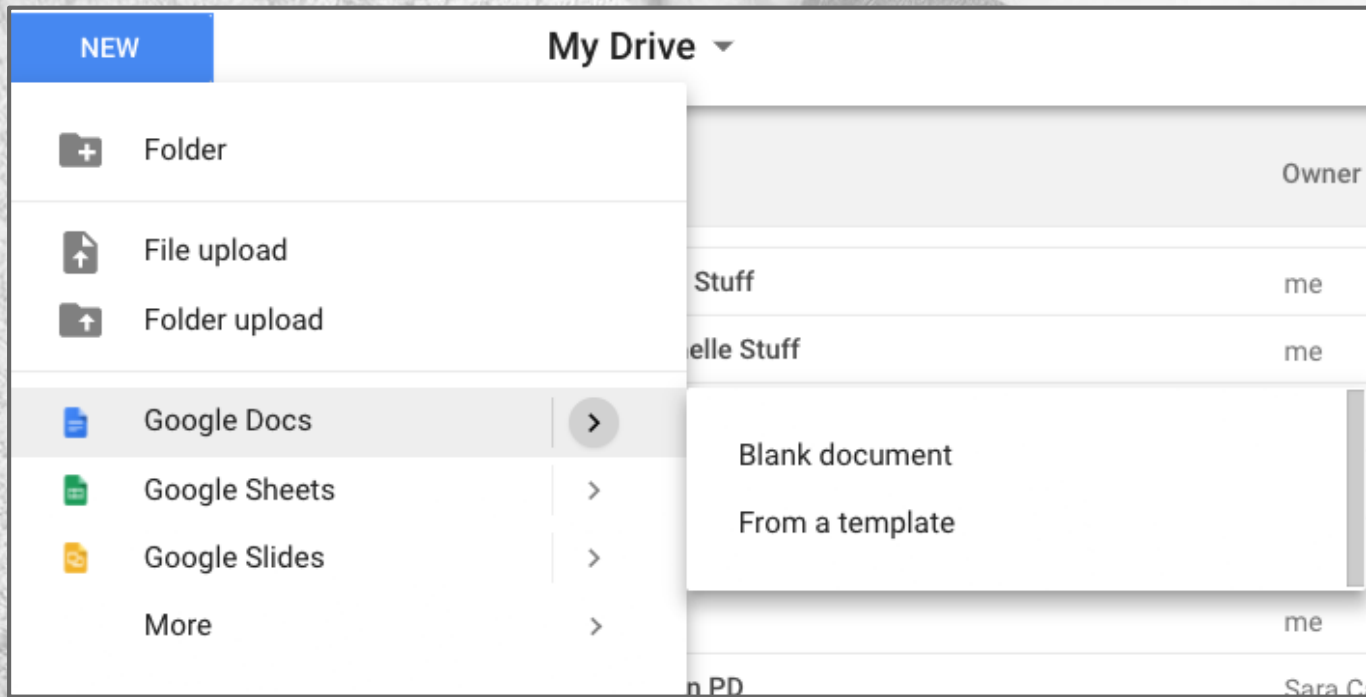 NEW
My Drive
Folder
Owner
File upload
Stuff
me
Folder upload
elle Stuff
me
Google Docs
Blank document
Google Sheets
From a template
Google Slides
More
me
n PD
Sara C